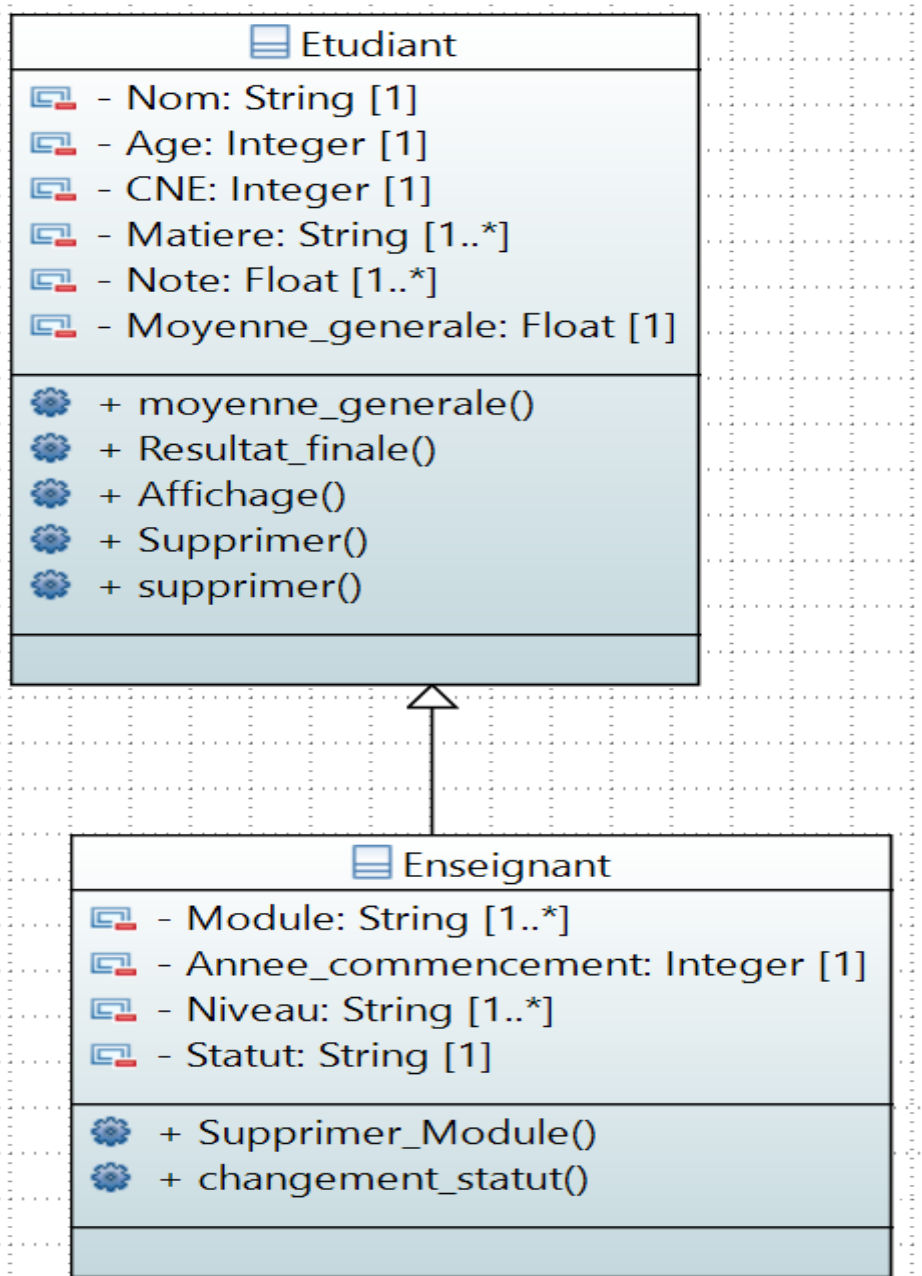 Etudiant
- Nom: String [1]
- Age: Integer [1]
- CNE: Integer [1]
- Matiere: String [1..*]
- Note: Float [1..*]
- Moyenne_generale: Float [1]
+ moyenne_generale()
+ Resultat_finale()
+ Affichage()
+ Supprimer()
+ supprimer()
Enseignant
- Module: String [1..*]
- Annee_commencement: Integer [1]
- Niveau: String [1..*]
- Statut: String [1]
+ Supprimer_Module()
+ changement_statut()